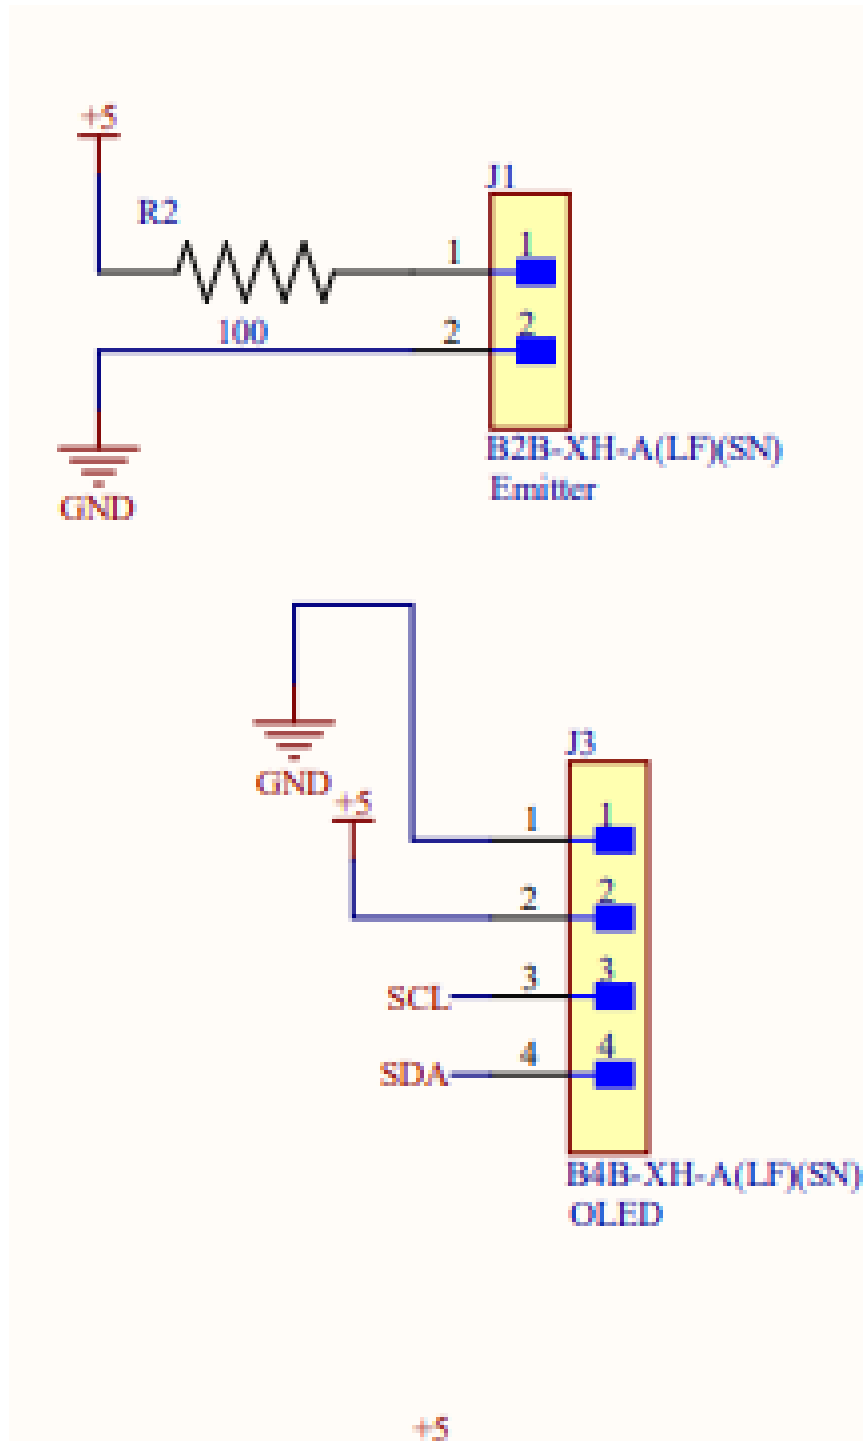 +5
J1
R2
1 1
100
2 2
B2B-XH-A(LF)(SN)
Emitter
GND
J3
GND
+5
1 1
2 2
SCL 3 3
SDA 4 4
B4B-XH-A(LF)(SN)
OLED
+5